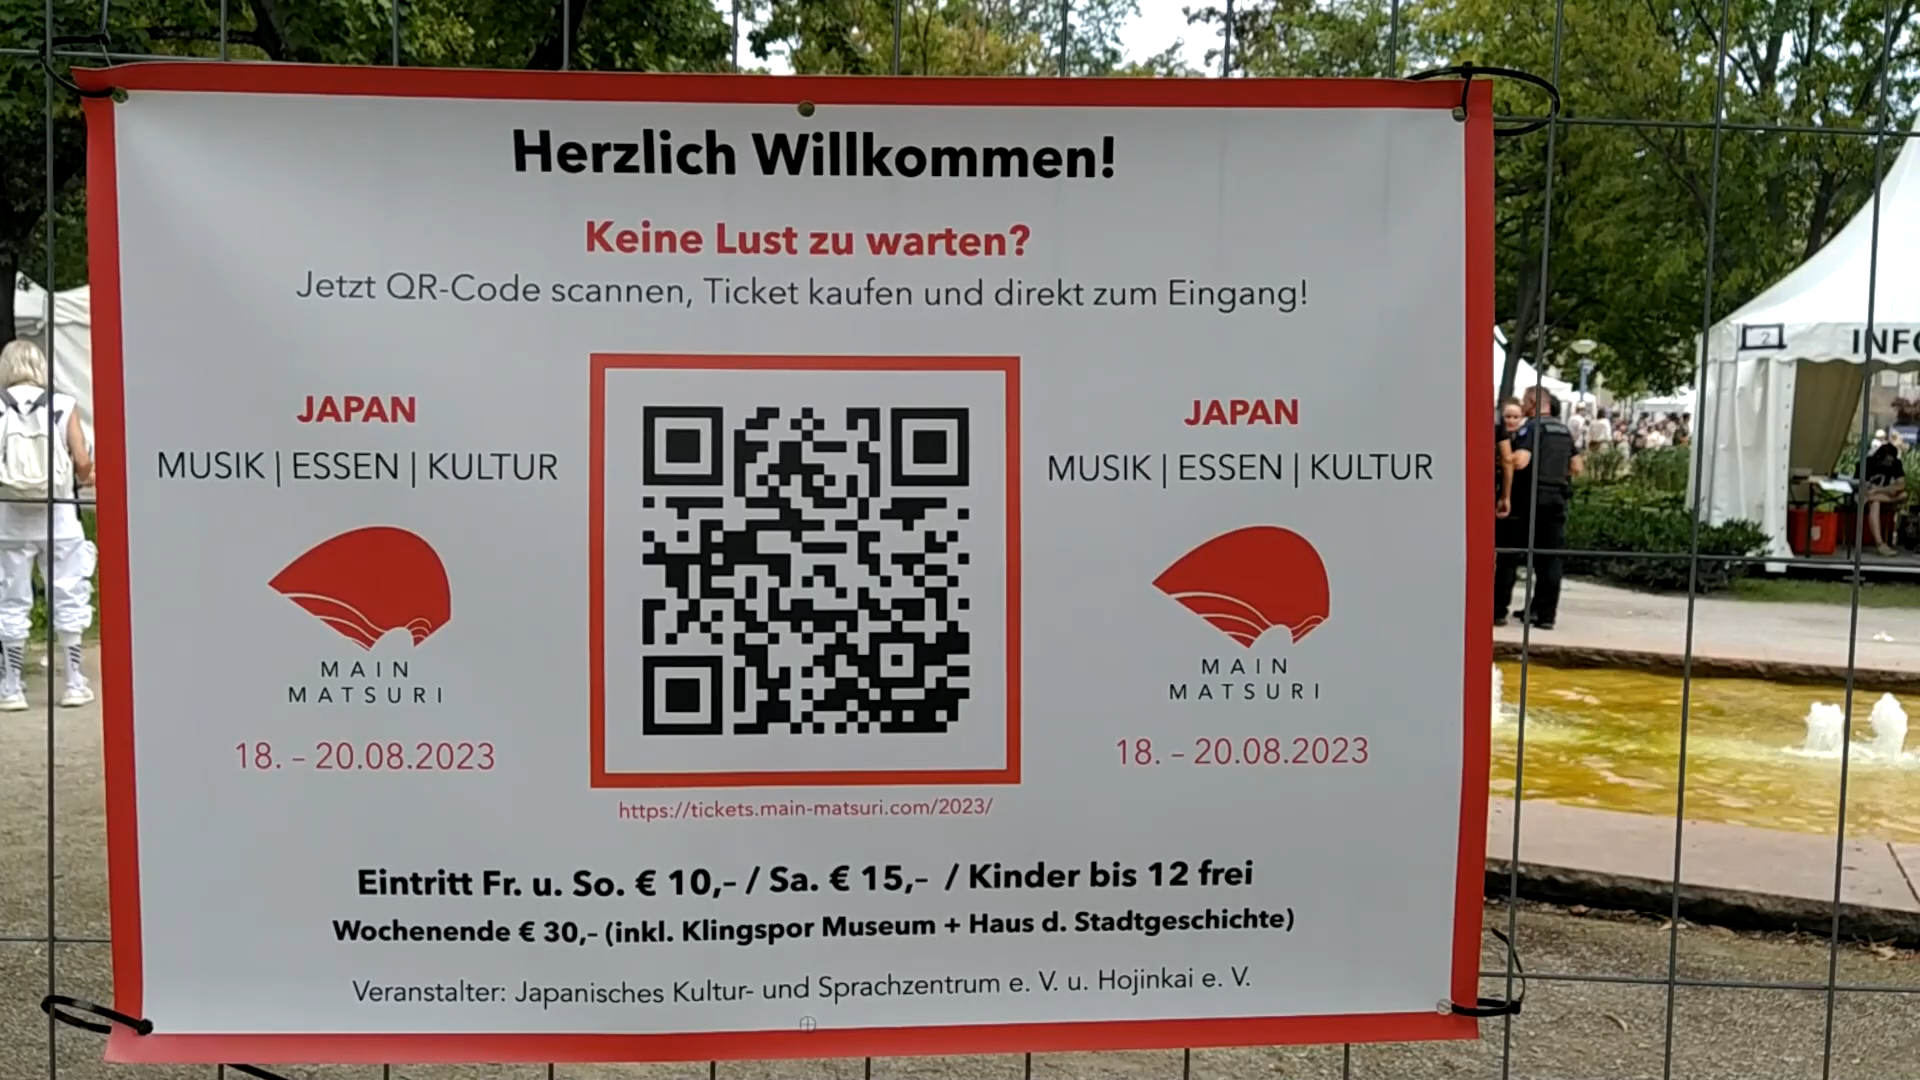 Herzlich Willkommen!
Keine Lust zu warten?
Jetzt QR-Code scannen, Ticket kaufen und direkt zum Eingang!
JAPAN
MUSIK | ESSEN | KULTUR
MAIN
MATSURI
18. – 20.08.2023
JAPAN
MUSIK | ESSEN | KULTUR
MAIN
MATSURI
18. – 20.08.2023
https://tickets.main-matsuri.com/2023/
Eintritt Fr. u. So. € 10,– / Sa. € 15,– / Kinder bis 12 frei
Wochenende € 30,– (inkl. Klingspor Museum + Haus d. Stadtgeschichte)
Veranstalter: Japanisches Kultur- und Sprachzentrum e. V. u. Hojinkai e. V.
2
INFO